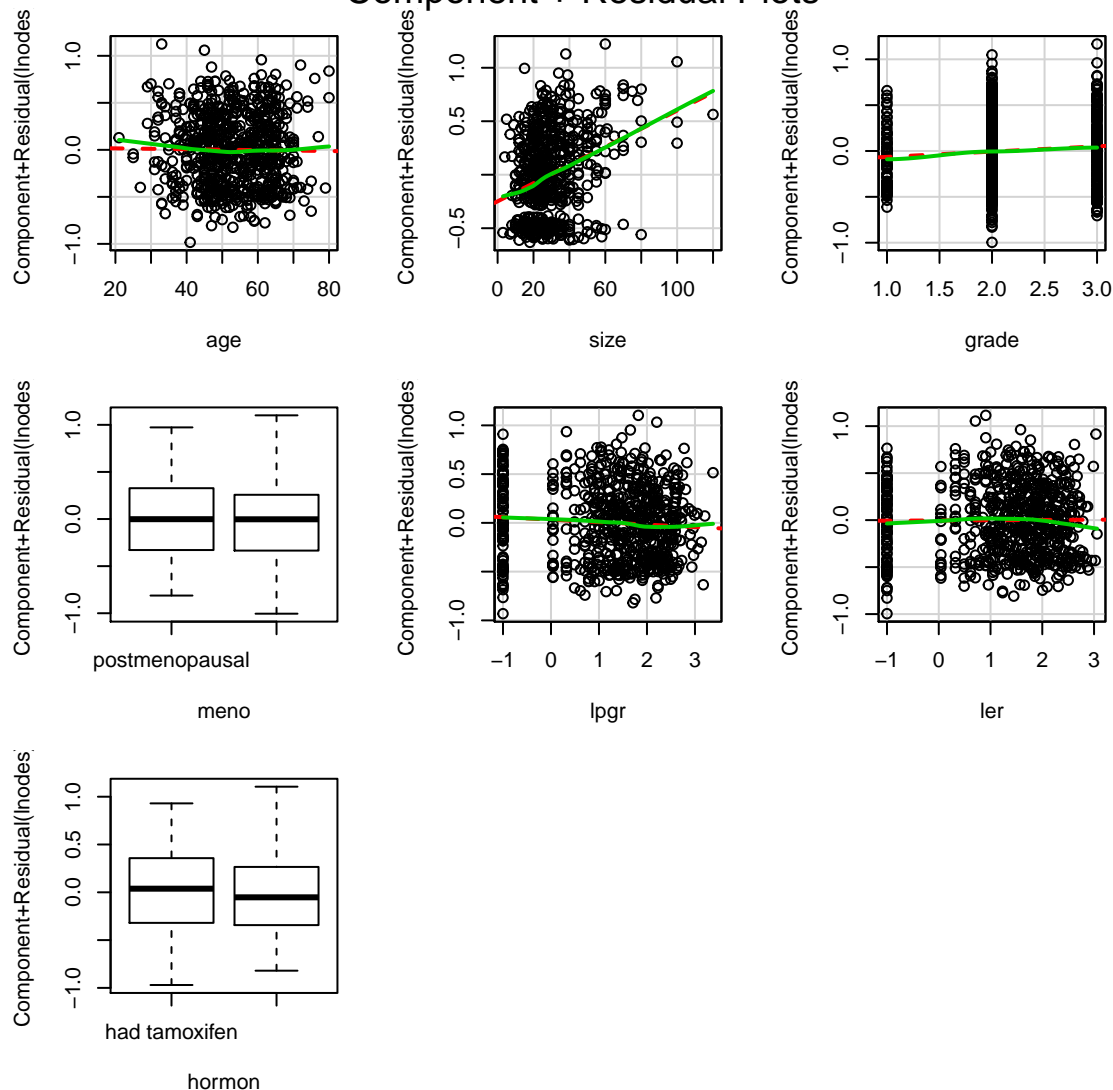 Component + Residual Plots
Component+Residual(lnodes
1.0
0.0
−1.0
20 40 60 80
age
Component+Residual(lnodes
1.0
0.5
−0.5
0 20 60 100
size
Component+Residual(lnodes
1.0
0.0
−1.0
1.0 1.5 2.0 2.5 3.0
grade
Component+Residual(lnodes
1.0
0.0
−1.0
postmenopausal
meno
Component+Residual(lnodes
1.0
0.5
0.0
−1.0
−1 0 1 2 3
lpgr
Component+Residual(lnodes
1.0
0.0
−1.0
−1 0 1 2 3
ler
Component+Residual(lnodes)
1.0
0.5
0.0
−1.0
had tamoxifen
hormon